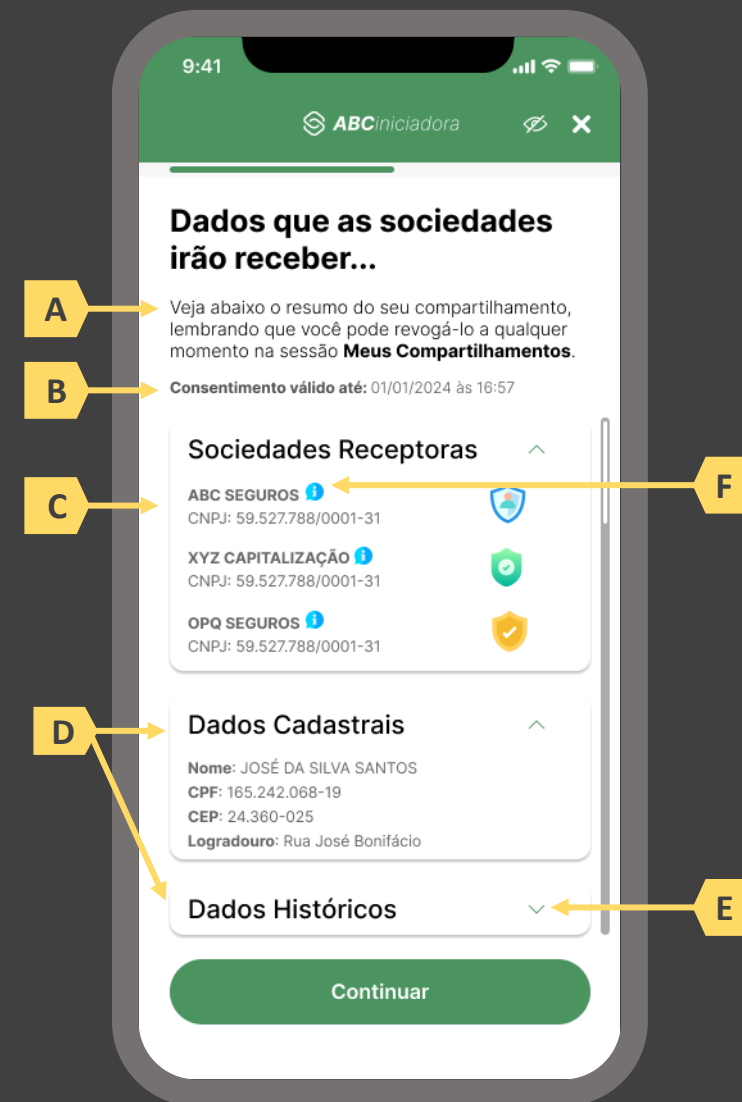 9:41
ABCiniciadora
Dados que as sociedades
irão receber...
A
Veja abaixo o resumo do seu compartilhamento,
lembrando que você pode revogá-lo a qualquer
momento na sessão Meus Compartilhamentos.
B
Consentimento válido até: 01/01/2024 às 16:57
Sociedades Receptoras
F
C
ABC SEGUROS
CNPJ: 59.527.788/0001-31
XYZ CAPITALIZAÇÃO
CNPJ: 59.527.788/0001-31
OPQ SEGUROS
CNPJ: 59.527.788/0001-31
D
Dados Cadastrais
Nome: JOSÉ DA SILVA SANTOS
CPF: 165.242.068-19
CEP: 24.360-025
Logradouro: Rua José Bonifácio
Dados Históricos
E
Continuar